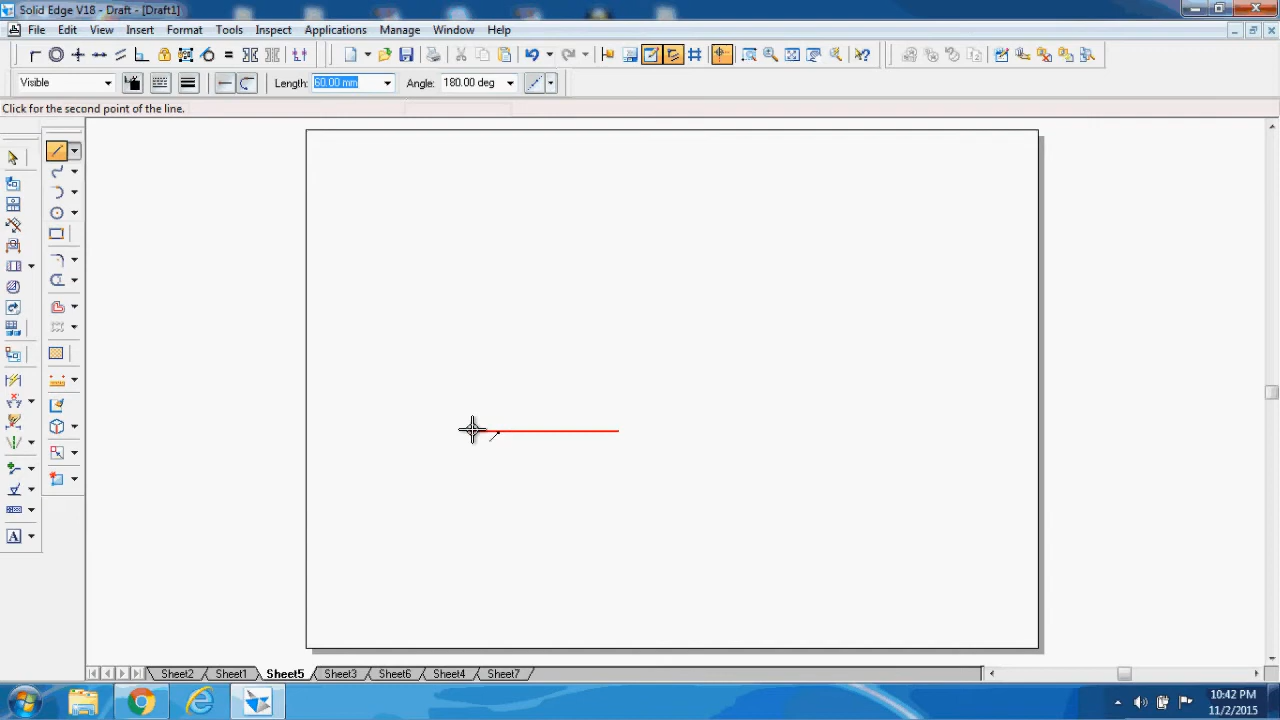 Solid Edge V18 - Draft - [Draft1]
File Edit View Insert Format Tools Inspect Applications Manage Window Help
Visible Length: 60.00 mm Angle: 180.00 deg
Click for the second point of the line.
A
Sheet2 Sheet1 Sheet5 Sheet3 Sheet6 Sheet4 Sheet7
10:42 PM
11/2/2015